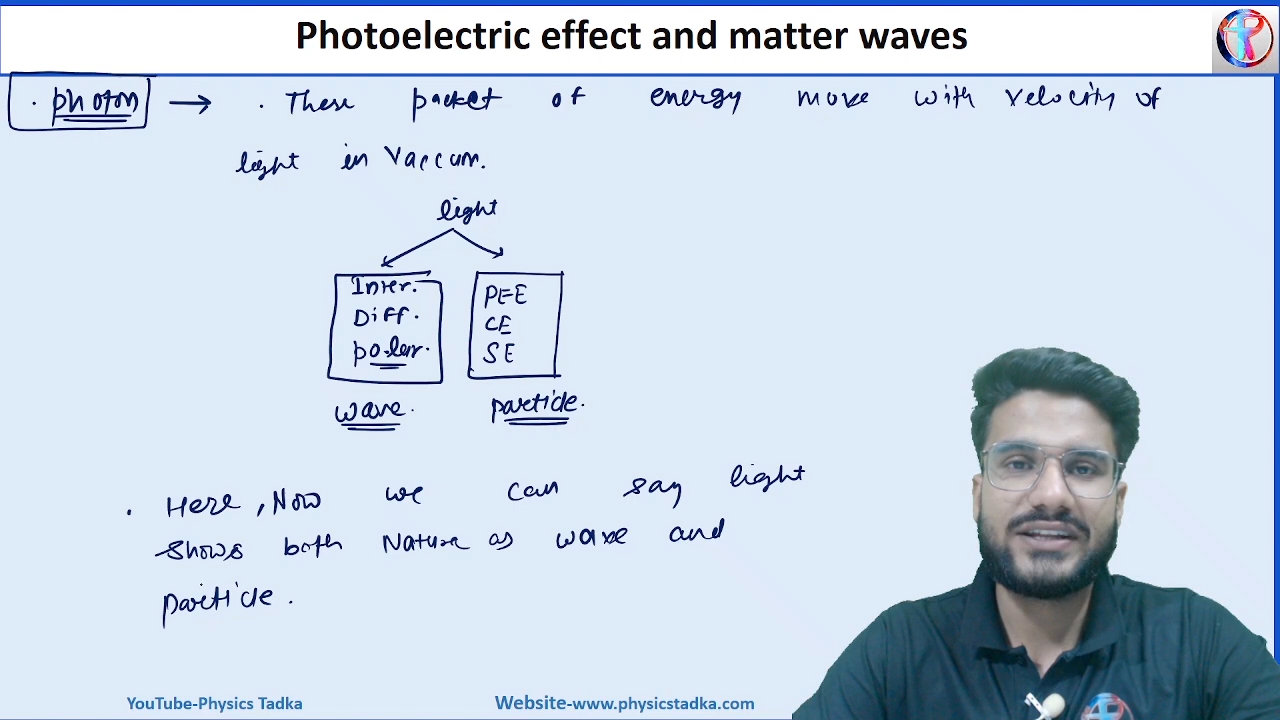 Photoelectric effect and matter waves
. photon → . These packet of energy move with velocity of
light in Vaccum.
light
Inter.
Diff.
polar.
wave.
PEE
CE
SE
particle.
. Here, Now we can say light
shows both Nature as wave and
particle.
YouTube-Physics Tadka
Website-www.physicstadka.com